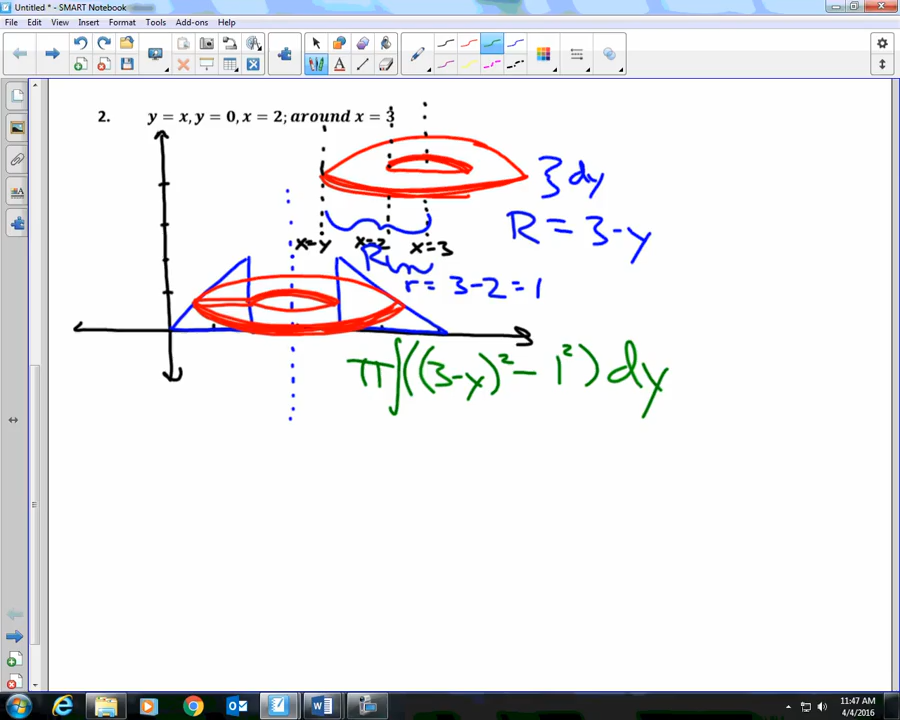 Untitled * - SMART Notebook
File Edit View Insert Format Tools Add-ons Help
2. y = x, y = 0, x = 2; around x = 3
} dy
R = 3-y
x=y x=2 x=3
R
r = 3-2 = 1
π∫((3-y)² - 1²) dy
11:47 AM
4/4/2016